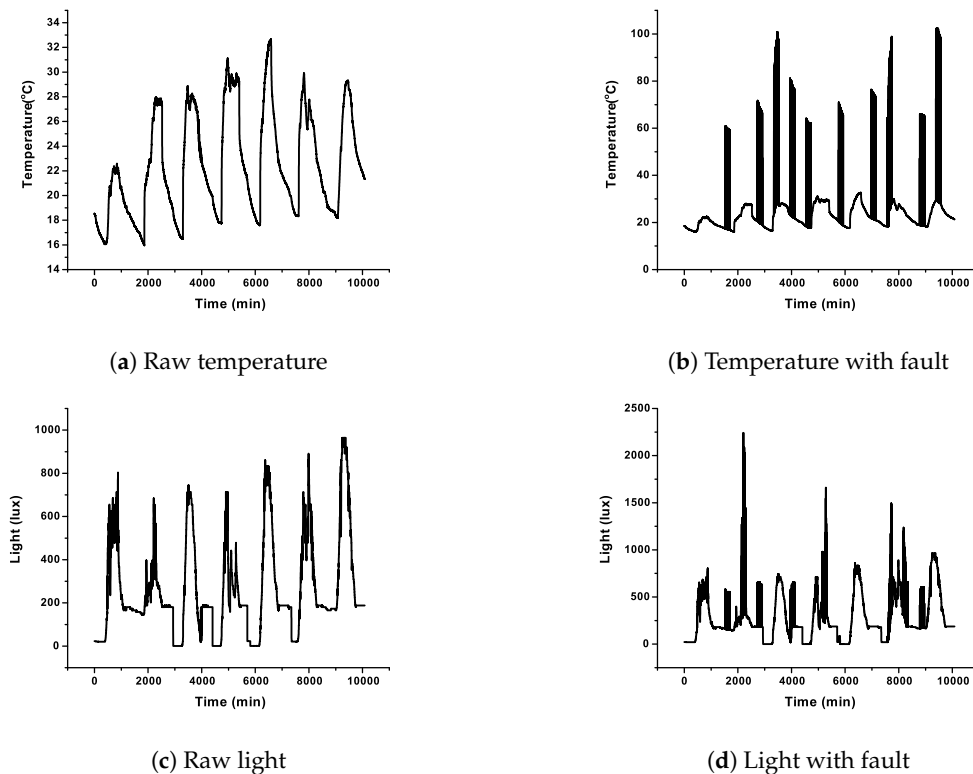 34
32
30
28
26
24
22
20
18
16
14
Temperature(°C)
0 2000 4000 6000 8000 10000
Time (min)
(a) Raw temperature
100
80
60
40
20
0
Temperature(°C)
0 2000 4000 6000 8000 10000
Time (min)
(b) Temperature with fault
1000
800
600
400
200
0
Light (lux)
0 2000 4000 6000 8000 10000
Time (min)
(c) Raw light
2500
2000
1500
1000
500
0
Light (lux)
0 2000 4000 6000 8000 10000
Time (min)
(d) Light with fault